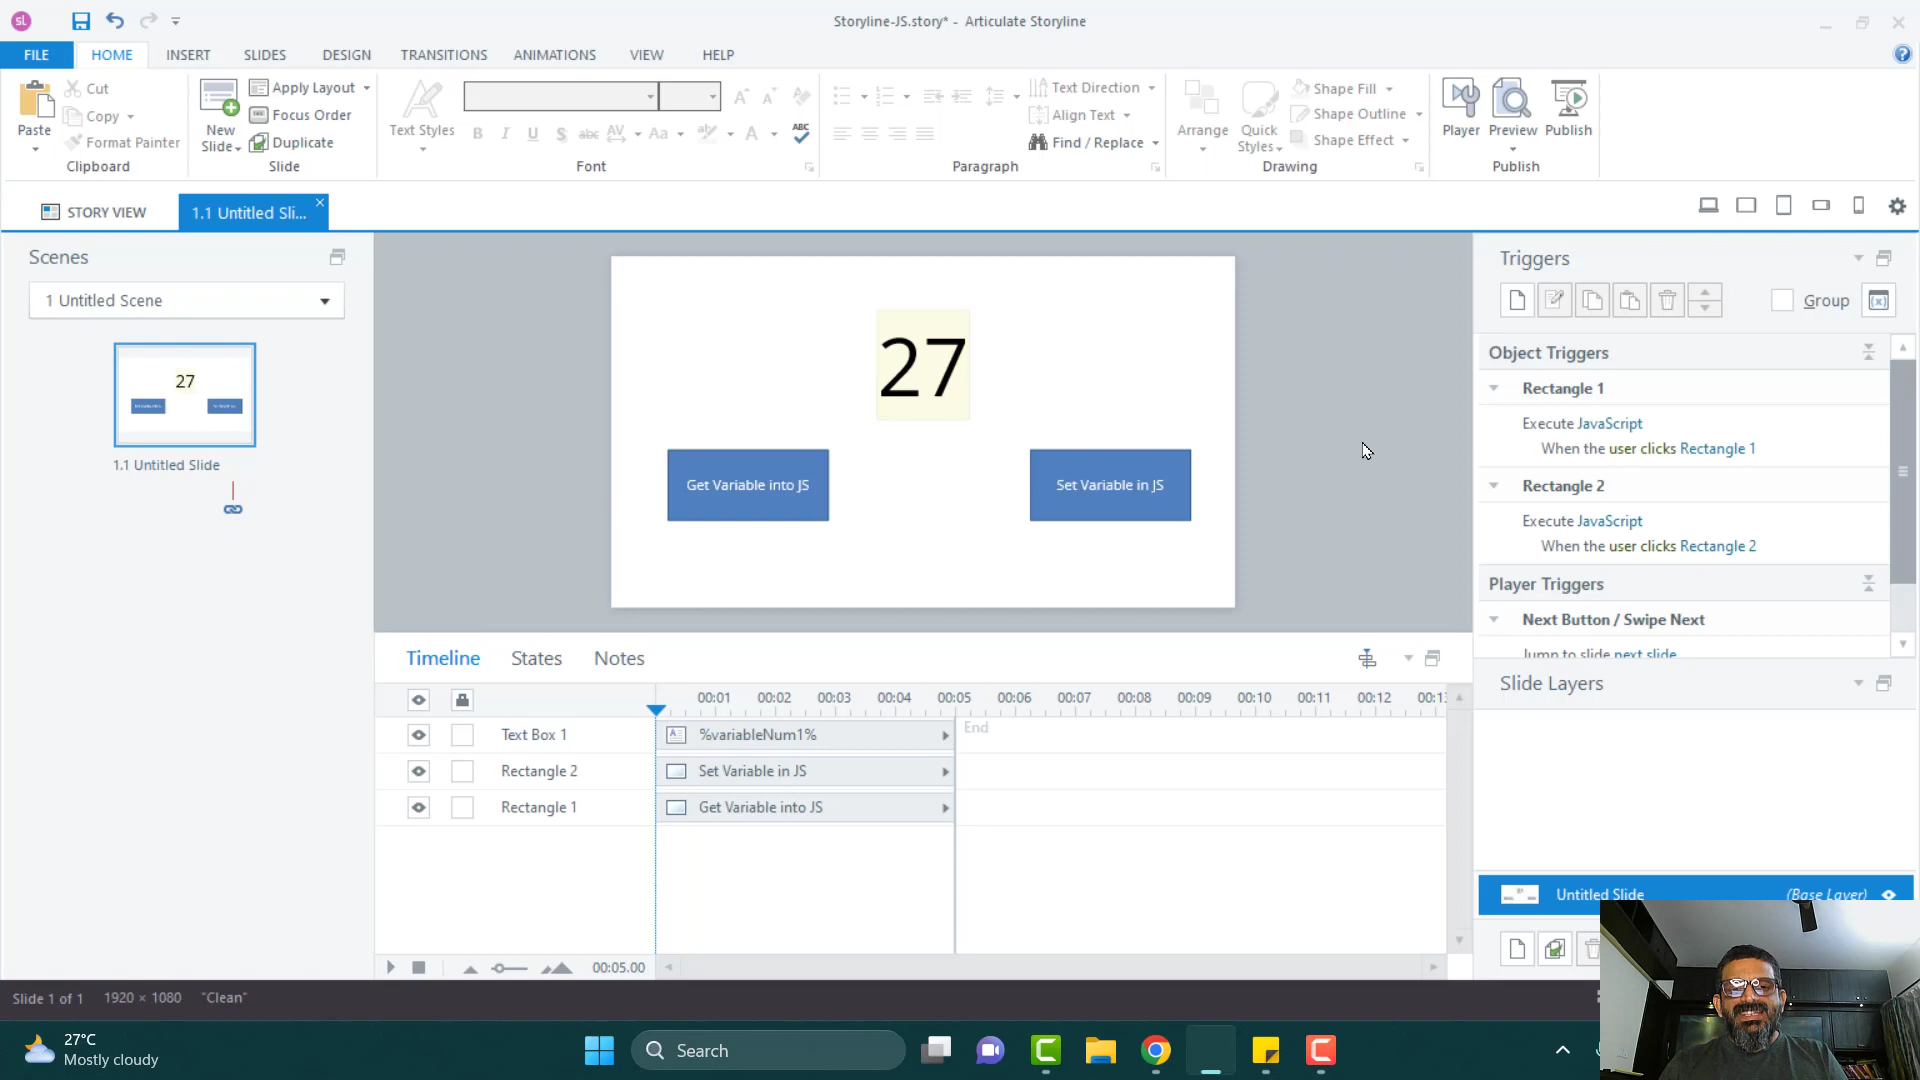 sl
Storyline-JS.story* - Articulate Storyline
FILE
HOME
INSERT
SLIDES
DESIGN
TRANSITIONS
ANIMATIONS
VIEW
HELP
?
Paste
Cut
Copy
Format Painter
Clipboard
New
Slide
Apply Layout
Focus Order
Duplicate
Slide
Text Styles
B I U S abc AV Aa A
ABC
Font
Paragraph
Text Direction
Align Text
Find / Replace
Arrange
Quick
Styles
Shape Fill
Shape Outline
Shape Effect
Drawing
Player
Preview
Publish
Publish
STORY VIEW
1.1 Untitled Sli...
Scenes
1 Untitled Scene
27
1.1 Untitled Slide
27
Get Variable into JS
Set Variable in JS
Triggers
Group
(x)
Object Triggers
Rectangle 1
Execute JavaScript
When the user clicks Rectangle 1
Rectangle 2
Execute JavaScript
When the user clicks Rectangle 2
Player Triggers
Next Button / Swipe Next
Jump to slide next slide
Timeline
States
Notes
00:01 00:02 00:03 00:04 00:05 00:06 00:07 00:08 00:09 00:10 00:11 00:12
Text Box 1
%variableNum1%
End
Rectangle 2
Set Variable in JS
Rectangle 1
Get Variable into JS
00:05.00
Slide Layers
Untitled Slide
(Base Layer)
Slide 1 of 1
1920 × 1080
"Clean"
27°C
Mostly cloudy
Search